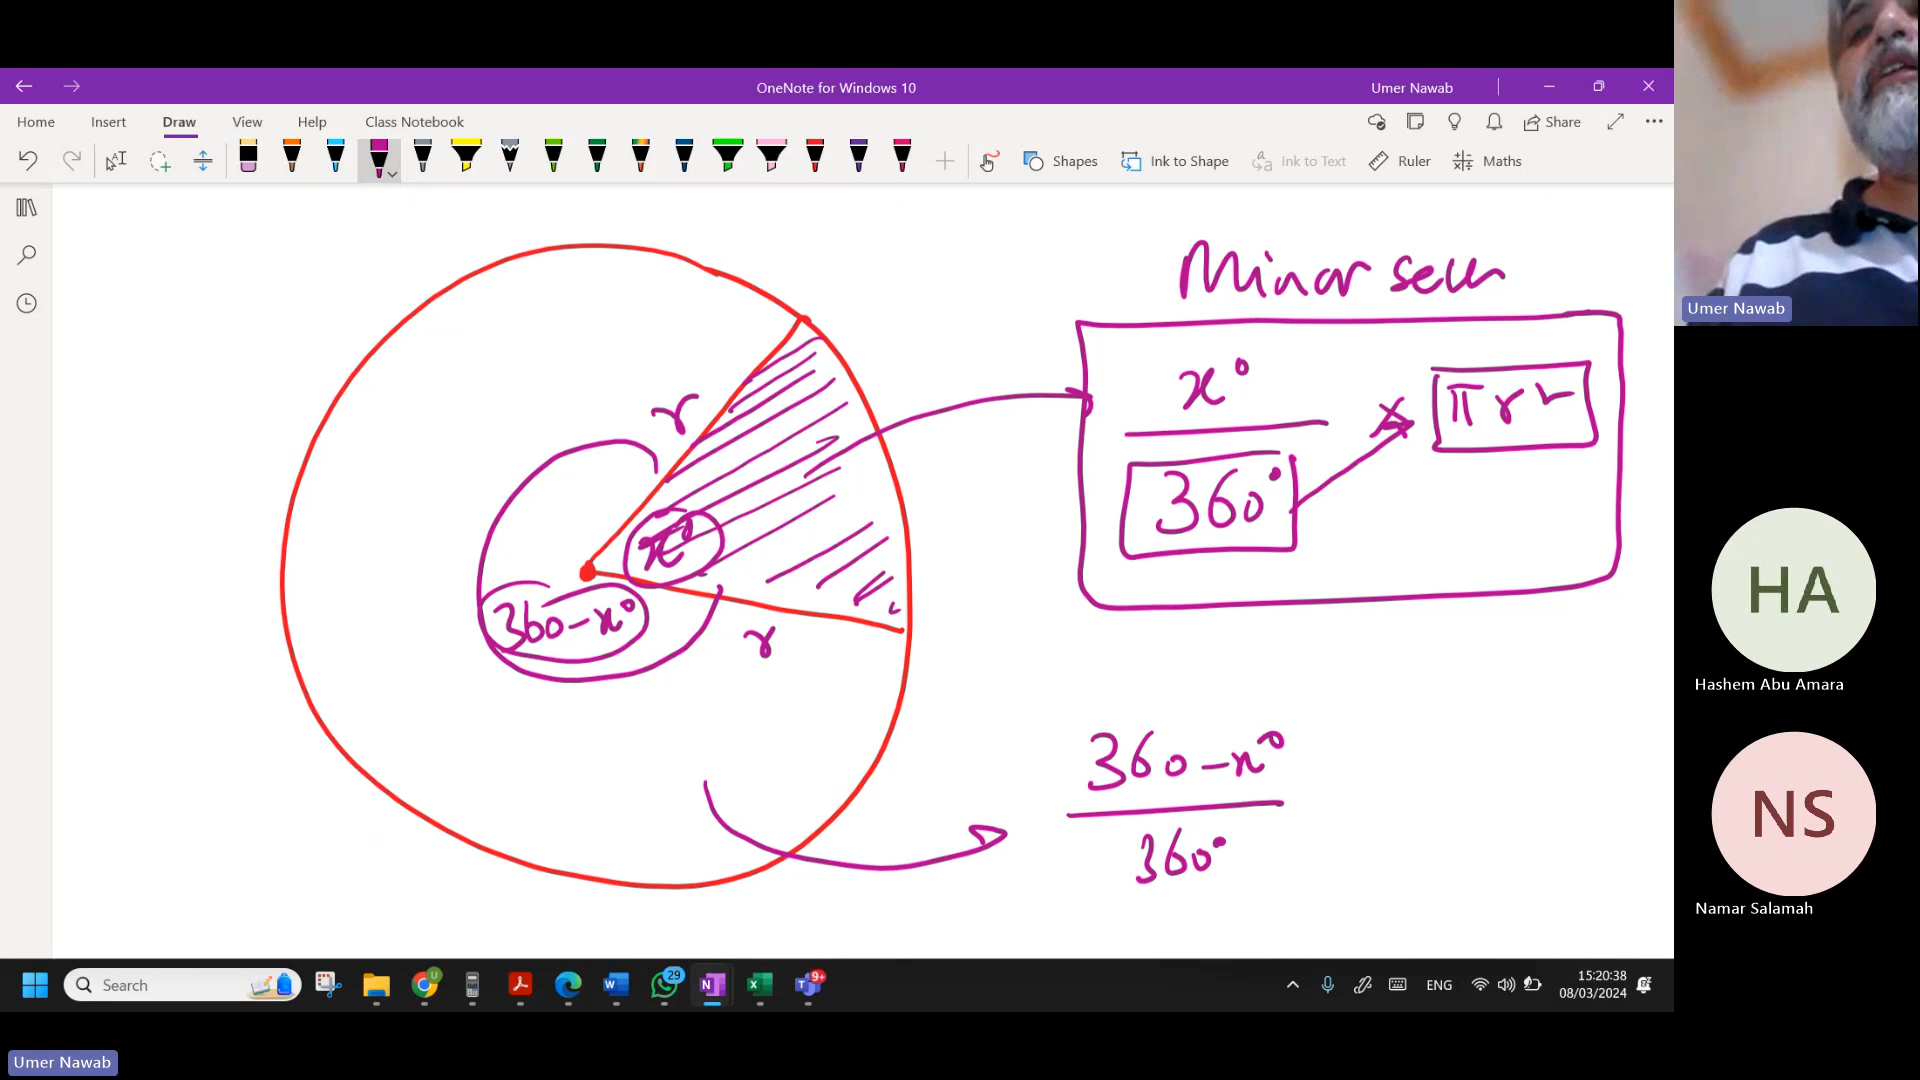 OneNote for Windows 10
Umer Nawab
Home Insert Draw View Help Class Notebook
Share
Shapes Ink to Shape Ink to Text Ruler Maths
Minor
x°
360°
πr²
r
x°
360-x°
r
360-x°
360°
Umer Nawab
HA
Hashem Abu Amara
NS
Namar Salamah
Search
U
29
9+
ENG
15:20:38
08/03/2024
Umer Nawab